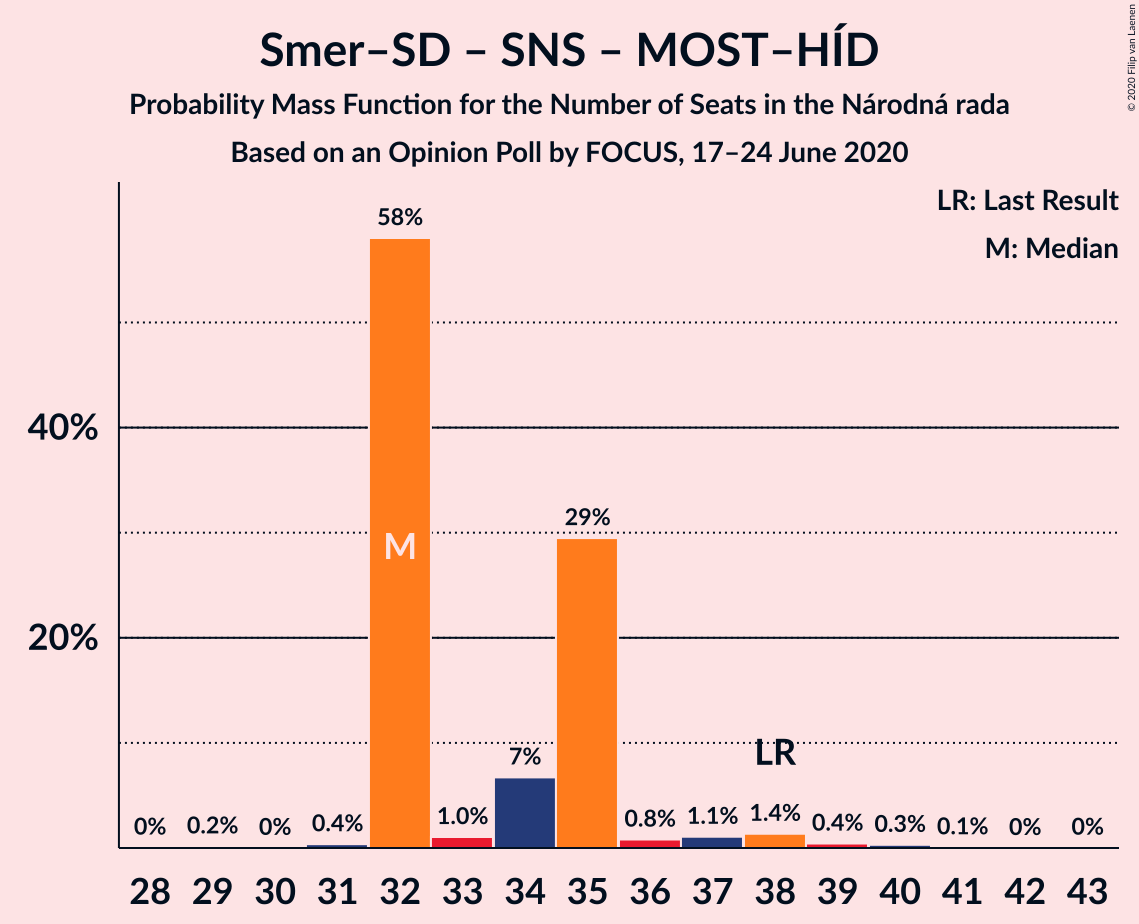 Smer–SD – SNS – MOST–HÍD
Probability Mass Function for the Number of Seats in the Národná rada
Based on an Opinion Poll by FOCUS, 17–24 June 2020
© 2020 Filip van Laenen
LR: Last Result
M: Median
58%
40%
29%
M
20%
LR
7%
0% 0.2% 0% 0.4% 1.0% 0.8% 1.1% 1.4% 0.4% 0.3% 0.1% 0% 0%
28 29 30 31 32 33 34 35 36 37 38 39 40 41 42 43